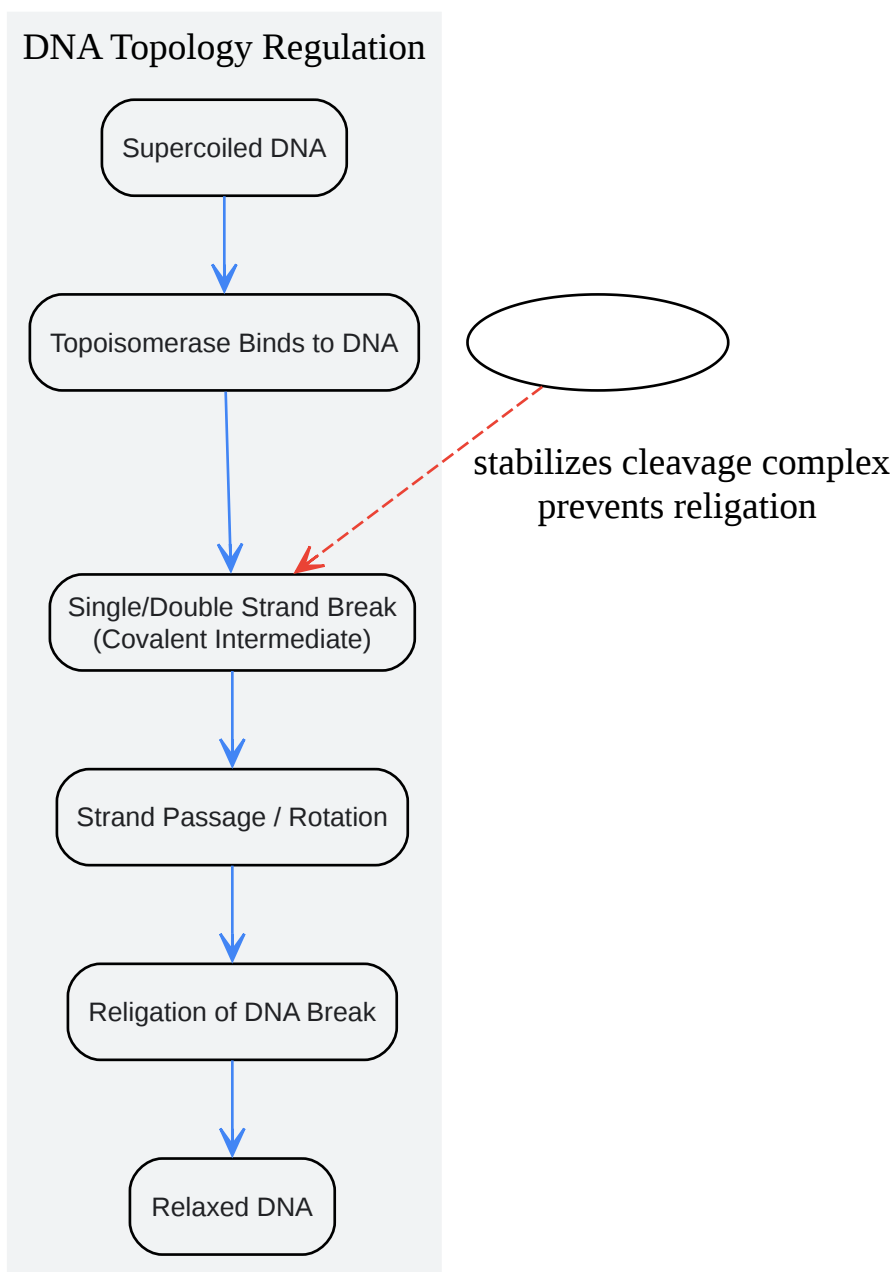 DNA Topology Regulation
Supercoiled DNA
Topoisomerase Binds to DNA
stabilizes cleavage complex
prevents religation
Single/Double Strand Break
(Covalent Intermediate)
Strand Passage / Rotation
Religation of DNA Break
Relaxed DNA